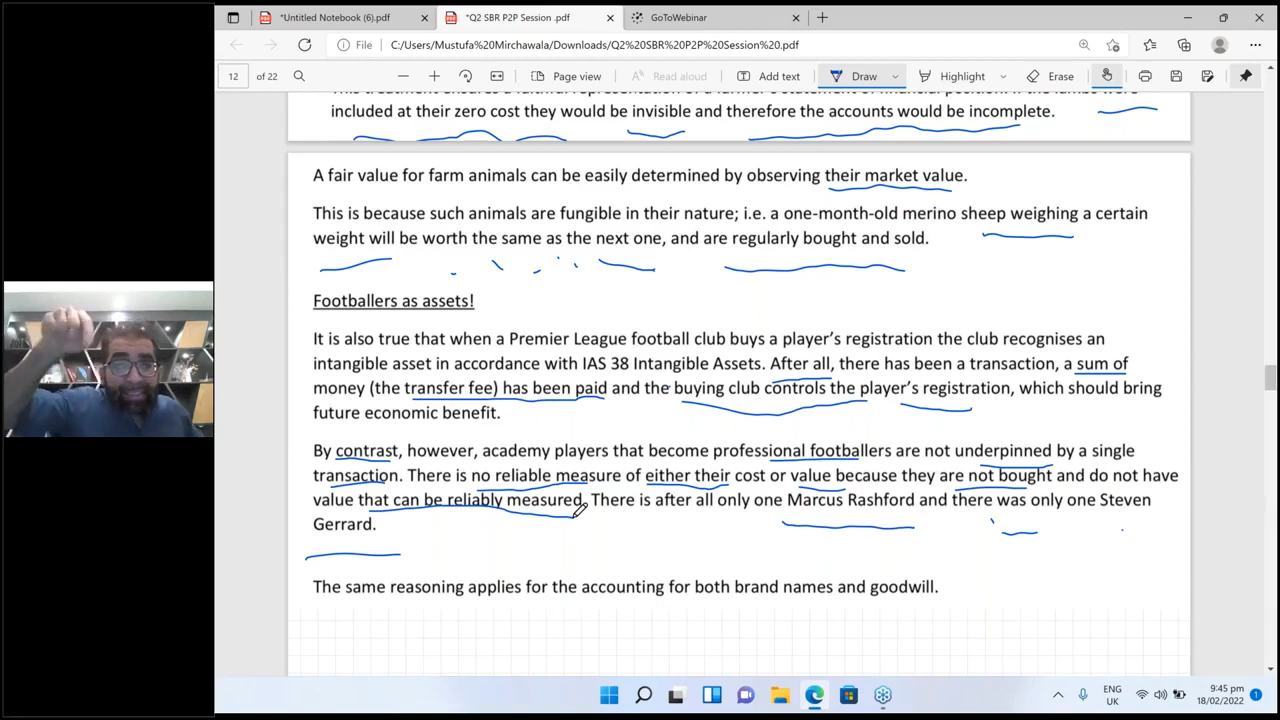 *Untitled Notebook (6).pdf
*Q2 SBR P2P Session .pdf
GoToWebinar
File
C:/Users/Mustufa%20Mirchawala/Downloads/Q2%20SBR%20P2P%20Session%20.pdf
12 of 22
Page view
Read aloud
Add text
Draw
Highlight
Erase
included at their zero cost they would be invisible and therefore the accounts would be incomplete.
A fair value for farm animals can be easily determined by observing their market value.
This is because such animals are fungible in their nature; i.e. a one-month-old merino sheep weighing a certain
weight will be worth the same as the next one, and are regularly bought and sold.
Footballers as assets!
It is also true that when a Premier League football club buys a player’s registration the club recognises an
intangible asset in accordance with IAS 38 Intangible Assets. After all, there has been a transaction, a sum of
money (the transfer fee) has been paid and the buying club controls the player’s registration, which should bring
future economic benefit.
By contrast, however, academy players that become professional footballers are not underpinned by a single
transaction. There is no reliable measure of either their cost or value because they are not bought and do not have
value that can be reliably measured. There is after all only one Marcus Rashford and there was only one Steven
Gerrard.
The same reasoning applies for the accounting for both brand names and goodwill.
ENG
UK
9:45 pm
18/02/2022
1